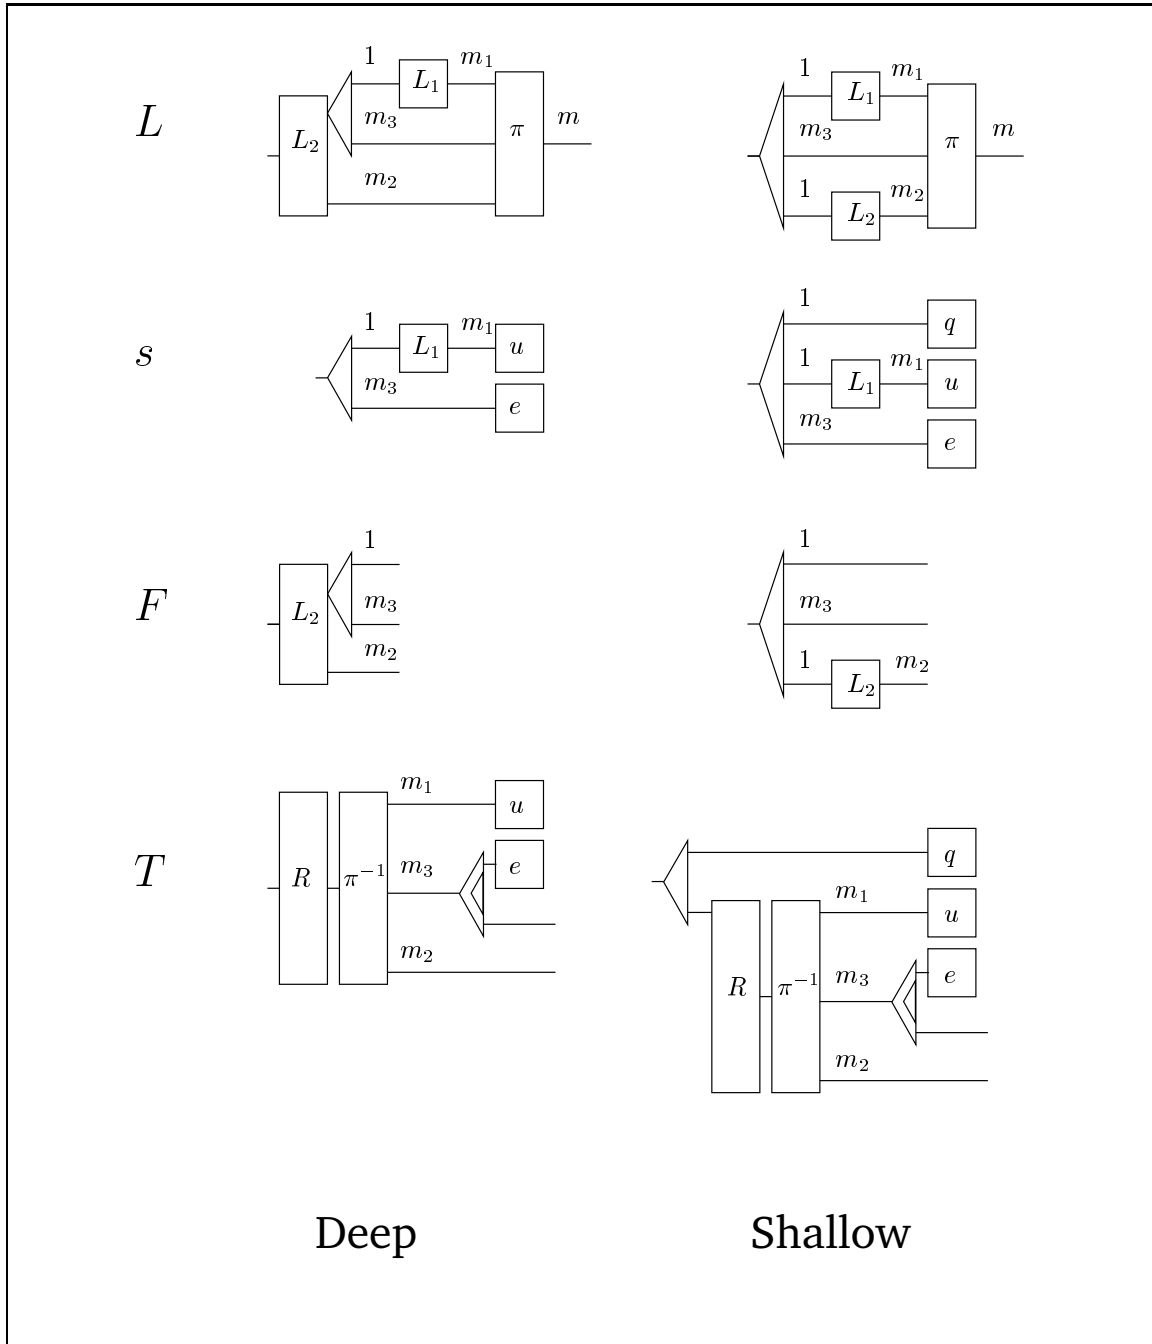 L
1 L₁ m₁
L₂ m₃ π m
m₂
1 L₁ m₁
m₃ π m
1 L₂ m₂
s
1 L₁ m₁ u
m₃ e
1 q
1 L₁ m₁ u
m₃ e
F
1
L₂ m₃
m₂
1
m₃
1 L₂ m₂
T
m₁ u
R π⁻¹ m₃ e
m₂
q
m₁ u
R π⁻¹ m₃ e
m₂
Deep Shallow